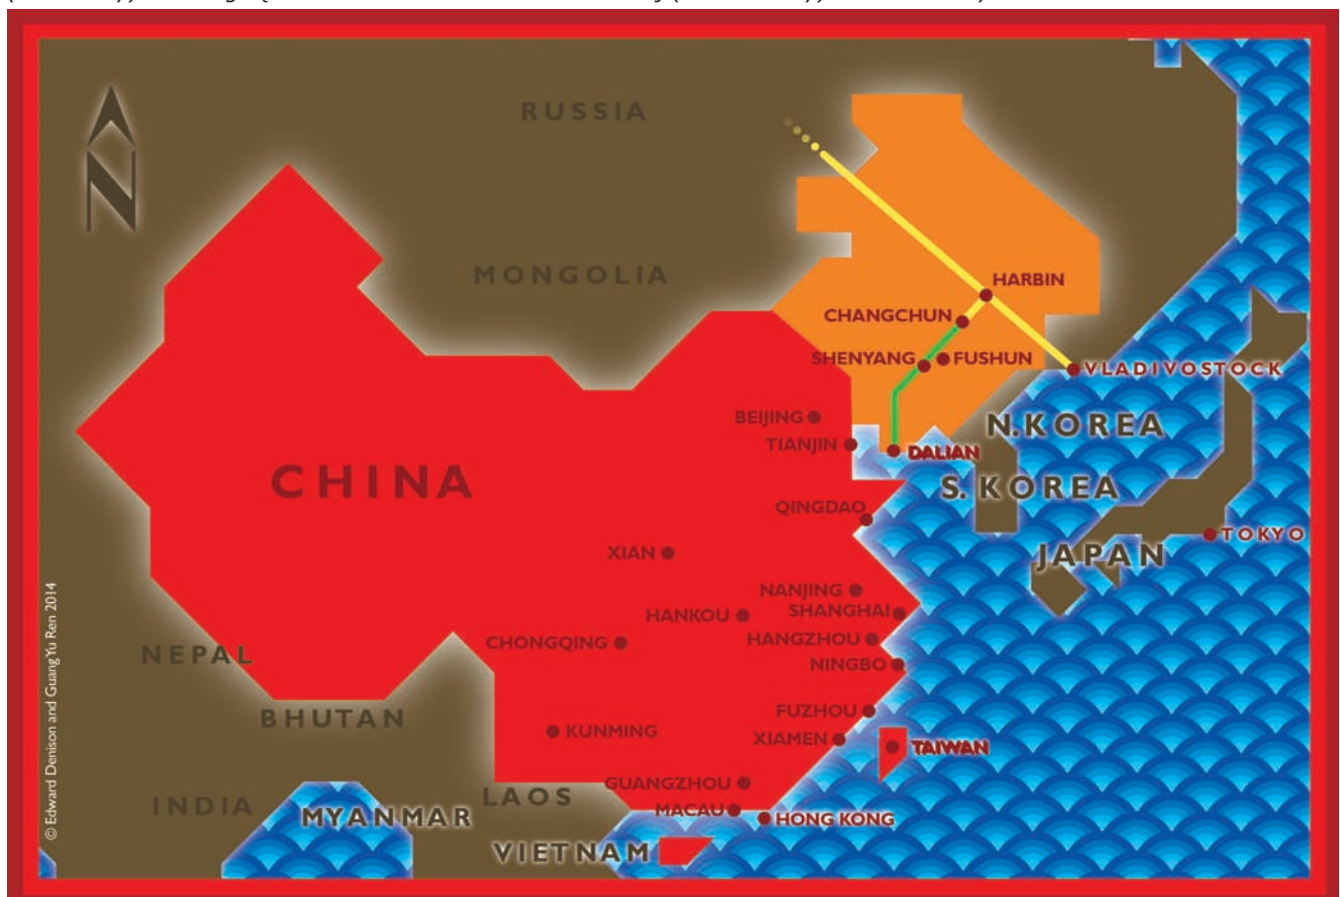 N
RUSSIA
MONGOLIA
HARBIN
CHANGCHUN
SHENYANG
FUSHUN
VLADIVOSTOCK
BEIJING
N.KOREA
TIANJIN
DALIAN
CHINA
S. KOREA
QINGDAO
TOKYO
XIAN
JAPAN
NANJING
SHANGHAI
HANKOU
HANGZHOU
CHONGQING
NEPAL
NINGBO
BHUTAN
FUZHOU
KUNMING
XIAMEN
TAIWAN
GUANGZHOU
LAOS
INDIA
MYANMAR
MACAU
HONG KONG
VIETNAM
© Edward Denison and Guang Yu Ren 2014